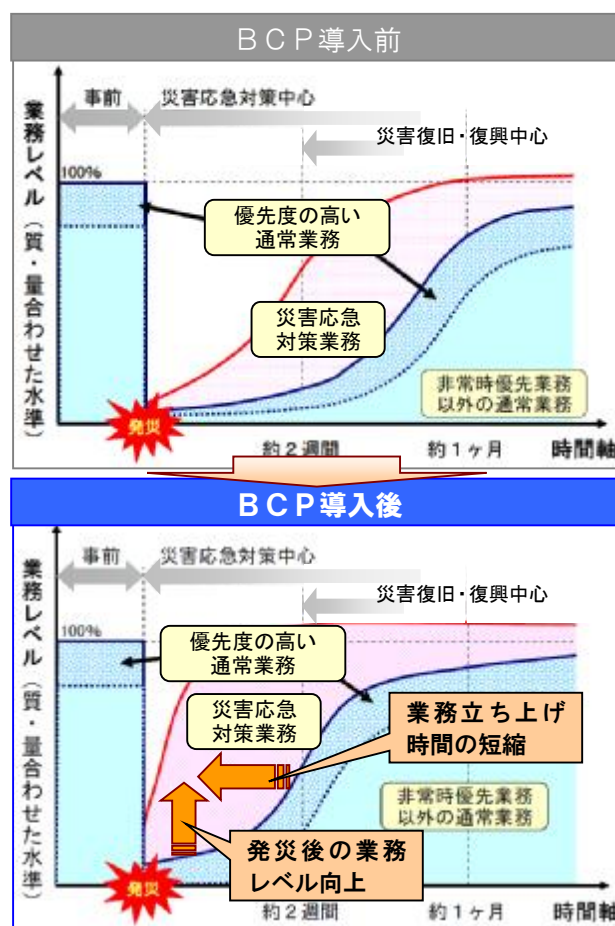 ＢＣＰ導入前
事前
災害応急対策中心
災害復旧・復興中心
業務レベル（質・量合わせた水準）
100%
優先度の高い
通常業務
災害応急
対策業務
非常時優先業務
以外の通常業務
発災
約２週間
約１ヶ月
時間軸
ＢＣＰ導入後
事前
災害応急対策中心
災害復旧・復興中心
業務レベル（質・量合わせた水準）
100%
優先度の高い
通常業務
災害応急
対策業務
業務立ち上げ
時間の短縮
非常時優先業務
以外の通常業務
発災後の業務
レベル向上
発災
約２週間
約１ヶ月
時間軸